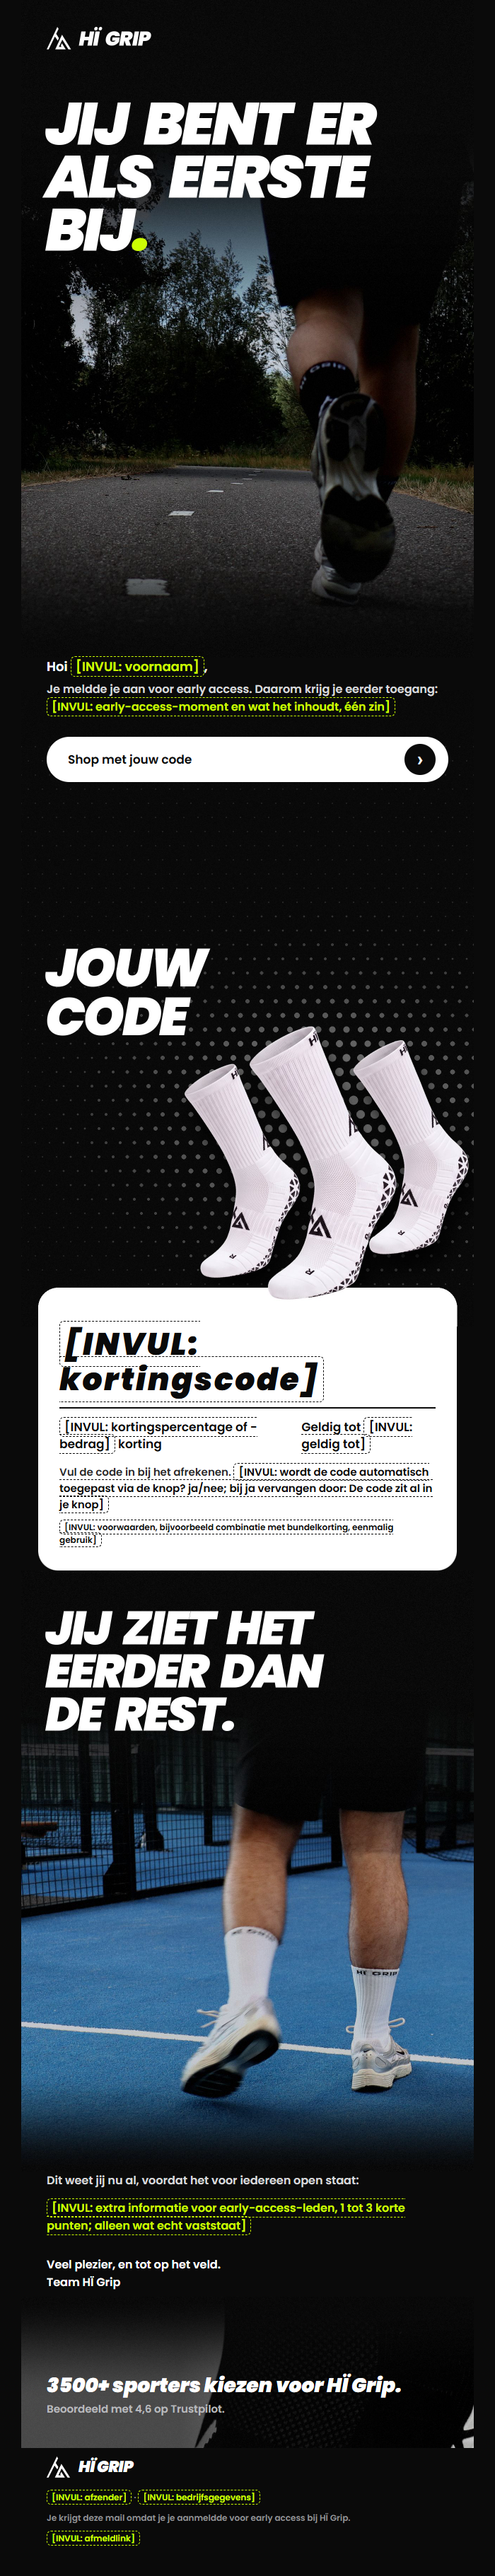 HÏ GRIP
JIJ BENT ER
ALS EERSTE
BIJ.
HÏ GRIP
Hoi [INVUL: voornaam],
Je meldde je aan voor early access. Daarom krijg je eerder toegang:
[INVUL: early-access-moment en wat het inhoudt, één zin]
Shop met jouw code
JOUW
CODE
[INVUL:
kortingscode]
[INVUL: kortingspercentage of -
bedrag] korting
Geldig tot [INVUL:
geldig tot]
Vul de code in bij het afrekenen. [INVUL: wordt de code automatisch
toegepast via de knop? ja/nee; bij ja vervangen door: De code zit al in
je knop]
[INVUL: voorwaarden, bijvoorbeeld combinatie met bundelkorting, eenmalig
gebruik]
JIJ ZIET HET
EERDER DAN
DE REST.
HÏ GRIP
Dit weet jij nu al, voordat het voor iedereen open staat:
[INVUL: extra informatie voor early-access-leden, 1 tot 3 korte
punten; alleen wat echt vaststaat]
Veel plezier, en tot op het veld.
Team HÏ Grip
3500+ sporters kiezen voor HÏ Grip.
Beoordeeld met 4,6 op Trustpilot.
HÏ GRIP
[INVUL: afzender] · [INVUL: bedrijfsgegevens]
Je krijgt deze mail omdat je je aanmeldde voor early access bij HÏ Grip.
[INVUL: afmeldlink]